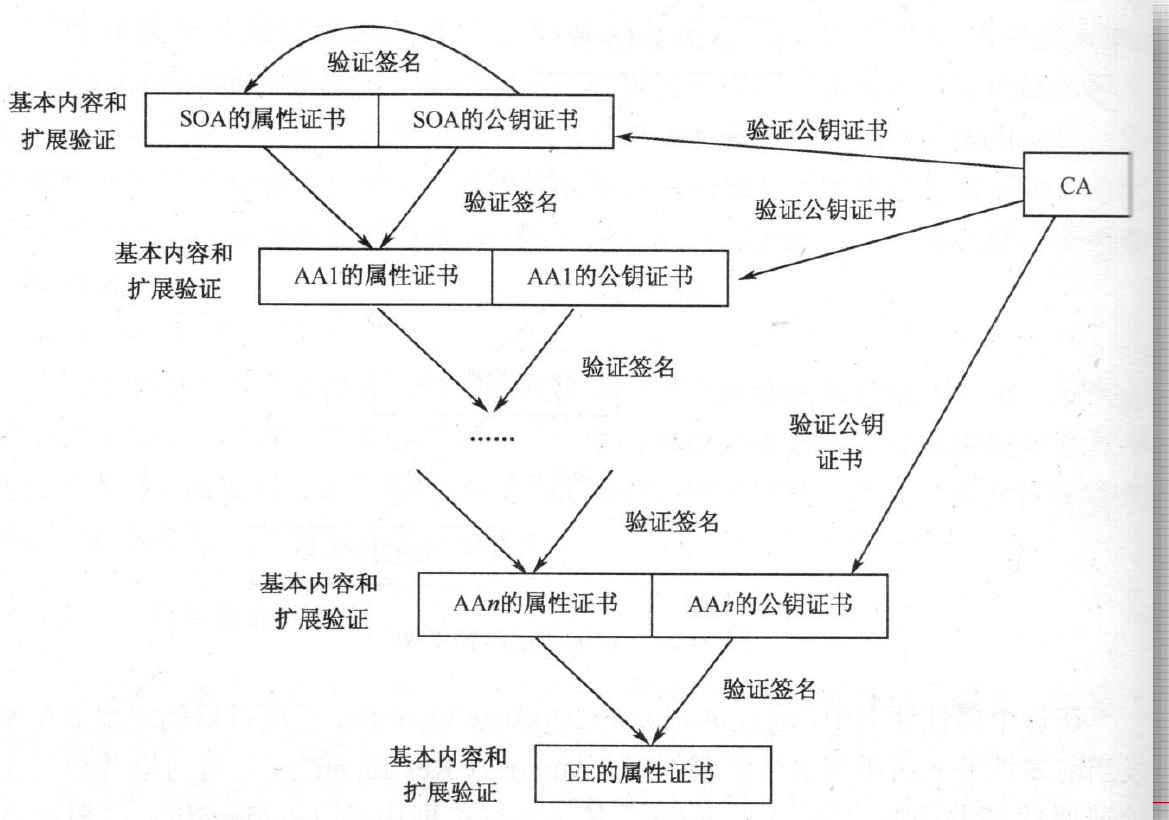 验证签名
基本内容和
扩展验证
SOA的属性证书
SOA的公钥证书
验证公钥证书
CA
验证签名
验证公钥证书
基本内容和
扩展验证
AA1的属性证书
AA1的公钥证书
验证签名
······
验证公钥
证书
验证签名
基本内容和
扩展验证
AAn的属性证书
AAn的公钥证书
验证签名
基本内容和
扩展验证
EE的属性证书